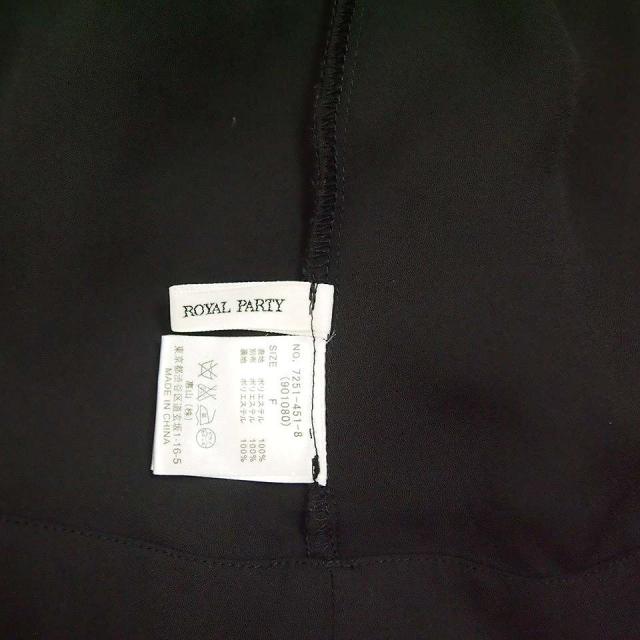 ROYAL PARTY
NO. 7251-451-8
(901080)
SIZE F
表地 ポリエステル 100%
別布 ポリエステル 100%
裏地 ポリエステル 100%
東京都渋谷区道玄坂1-16-5
MADE IN CHINA